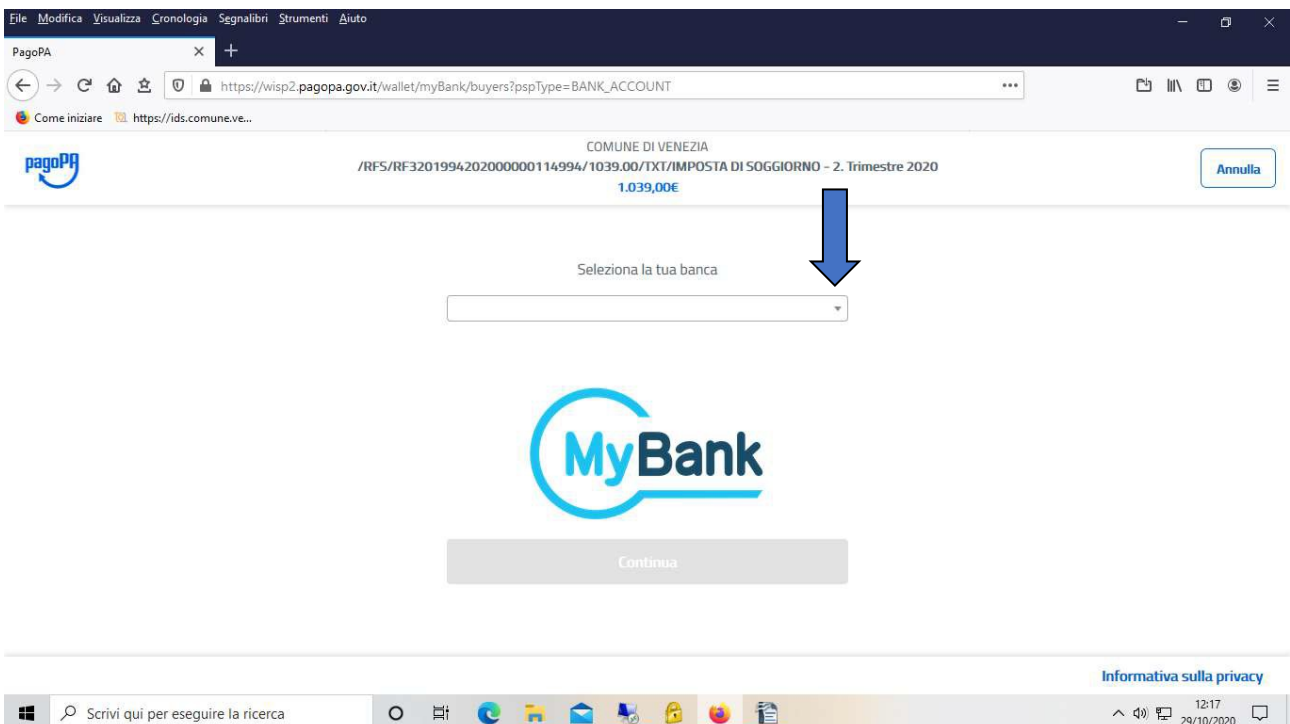 File Modifica Visualizza Cronologia Segnalibri Strumenti Aiuto
PagoPA
https://wisp2.pagopa.gov.it/wallet/myBank/buyers?pspType=BANK_ACCOUNT
Come iniziare https://ids.comune.ve...
pagoPA
COMUNE DI VENEZIA
/RFS/RF32019942020000000114994/1039.00/TXT/IMPOSTA DI SOGGIORNO - 2. Trimestre 2020
1.039,00€
Annulla
Seleziona la tua banca
MyBank
Continua
Informativa sulla privacy
Scrivi qui per eseguire la ricerca
12:17
29/10/2020